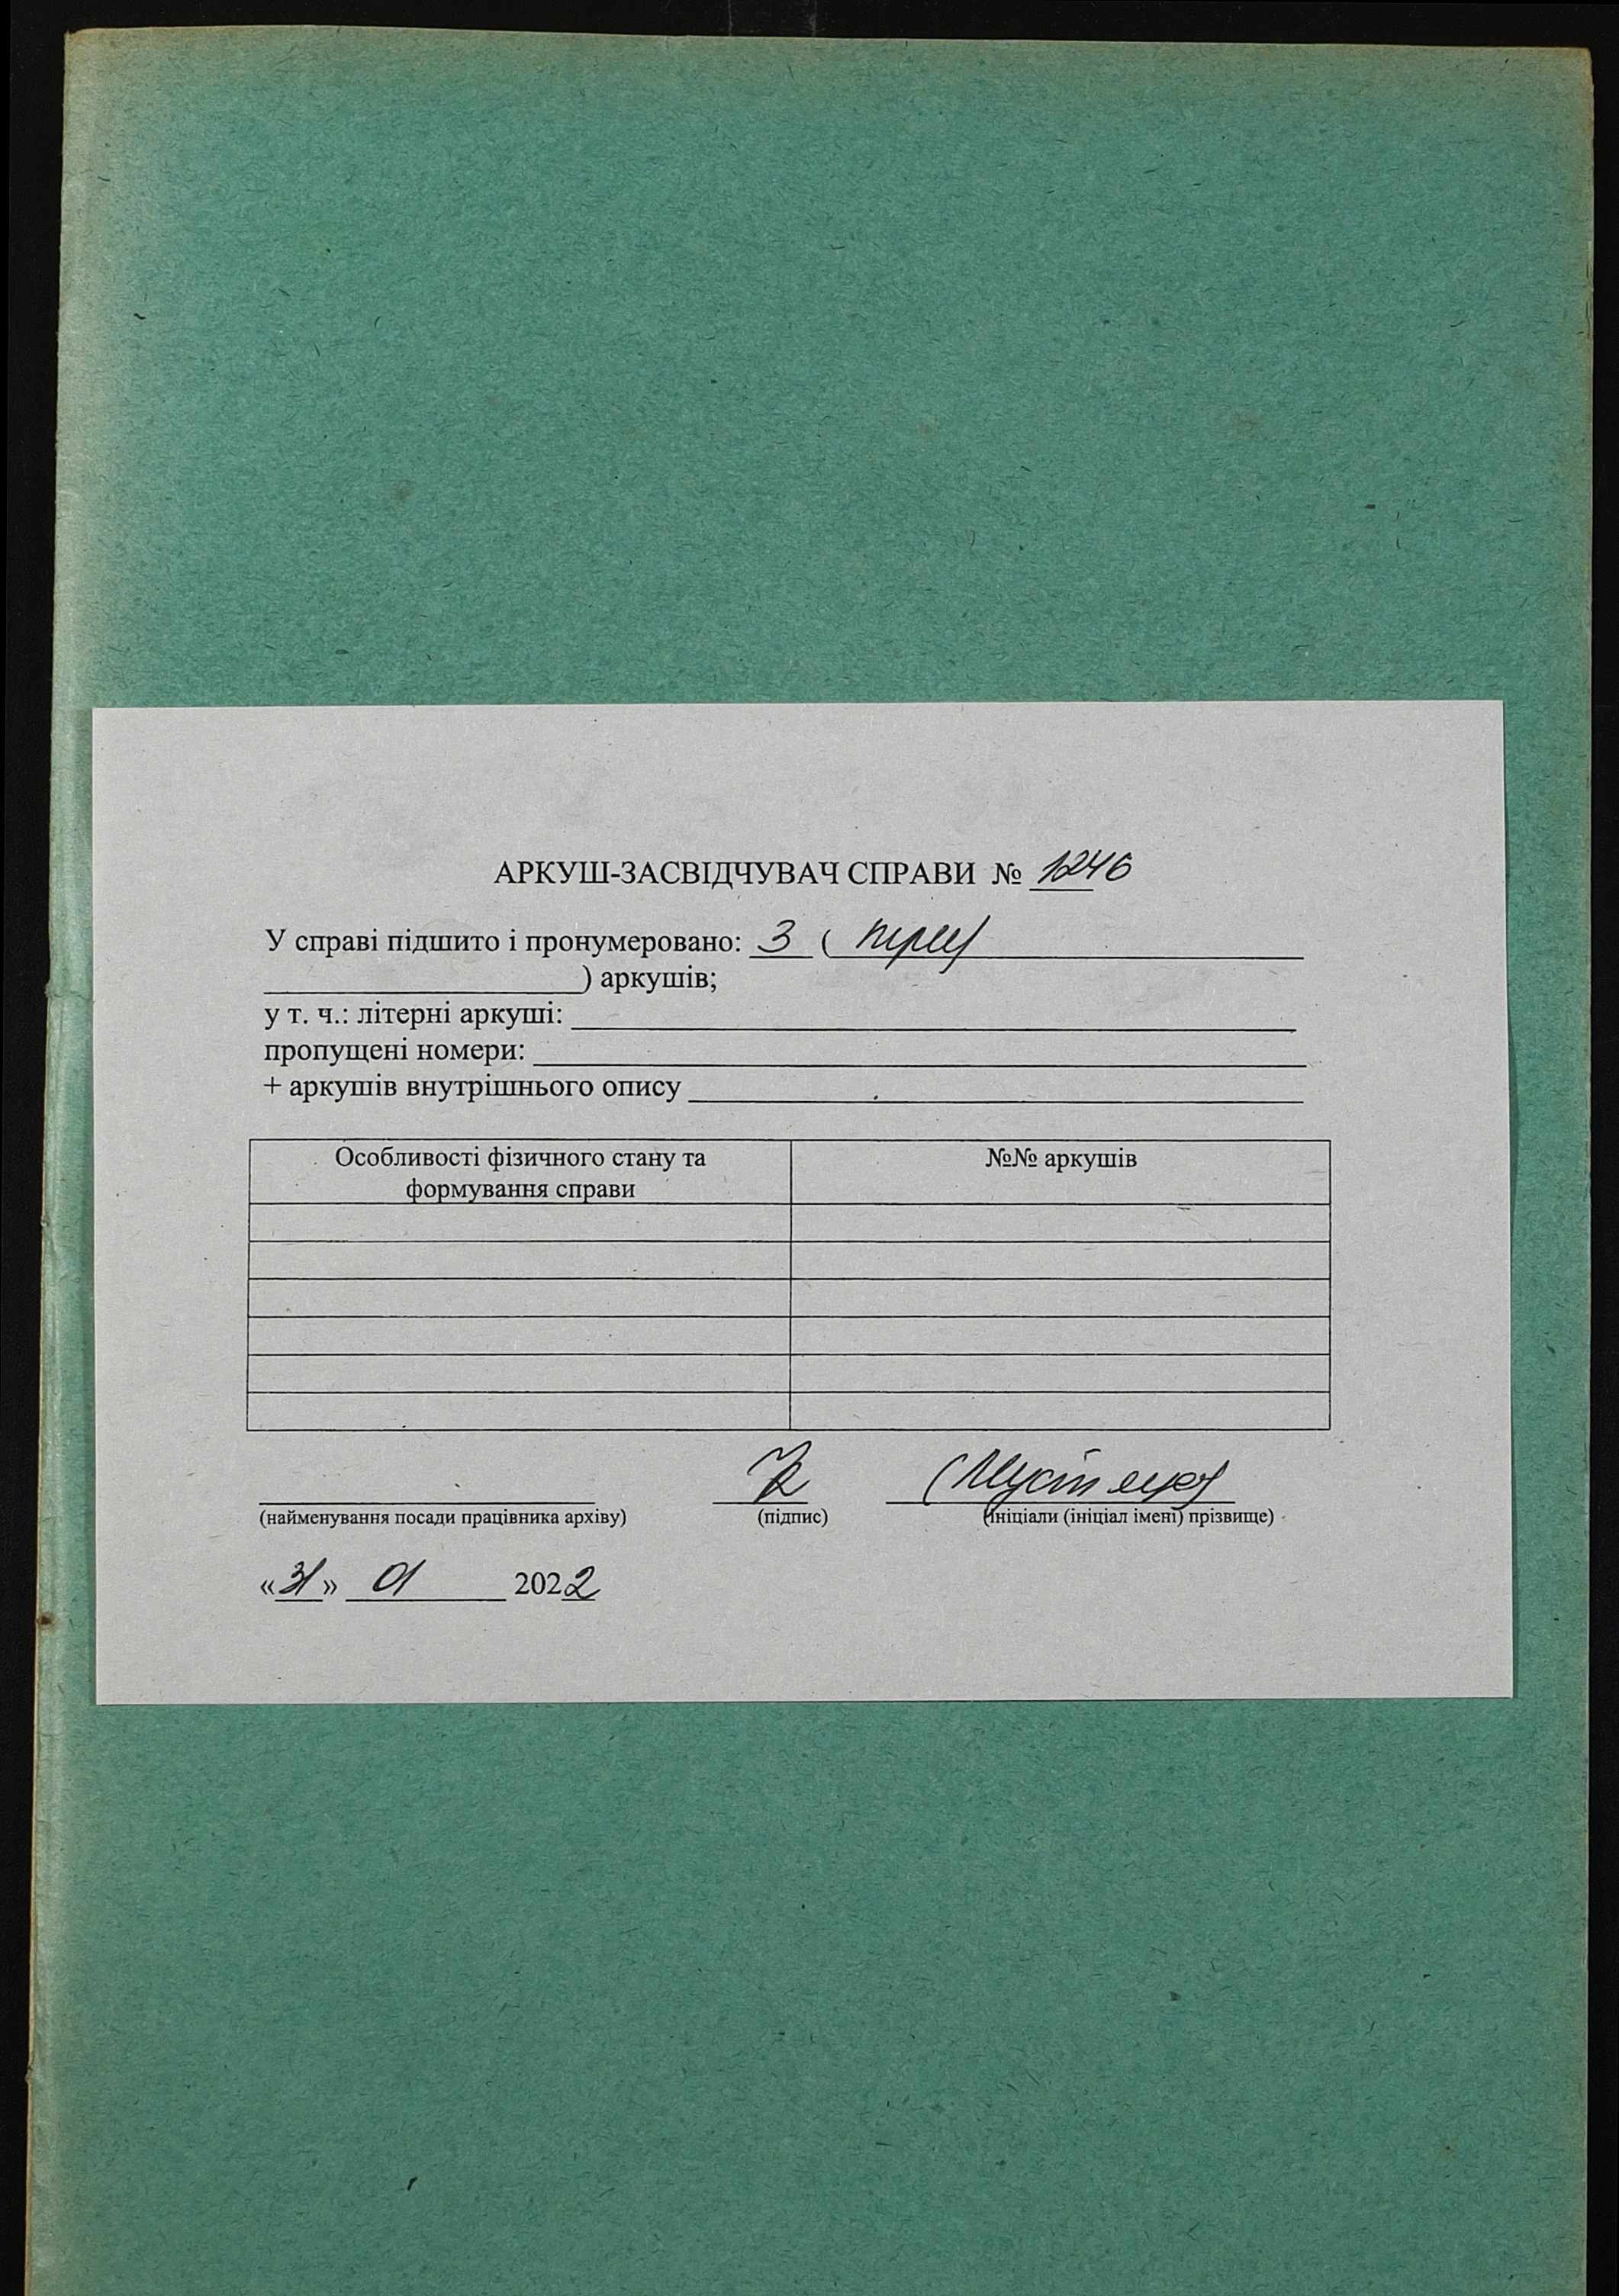 АРКУШ-ЗАСВІДЧУВАЧ СПРАВИ № 1246
У справі підшито і пронумеровано: 3 ( три)
) аркушів;
у т. ч.: літерні аркуші:
пропущені номери:
+ аркушів внутрішнього опису
Особливості фізичного стану та
формування справи
№№ аркушів
(найменування посади працівника архіву)
(підпис)
(ініціали (ініціал імені) прізвище)
«31» 01 2022